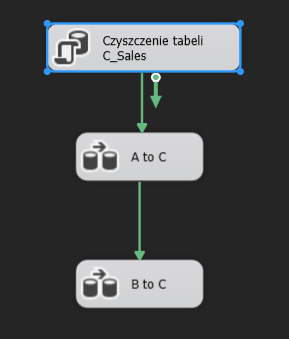 Czyszczenie tabeli
C_Sales
A to C
B to C